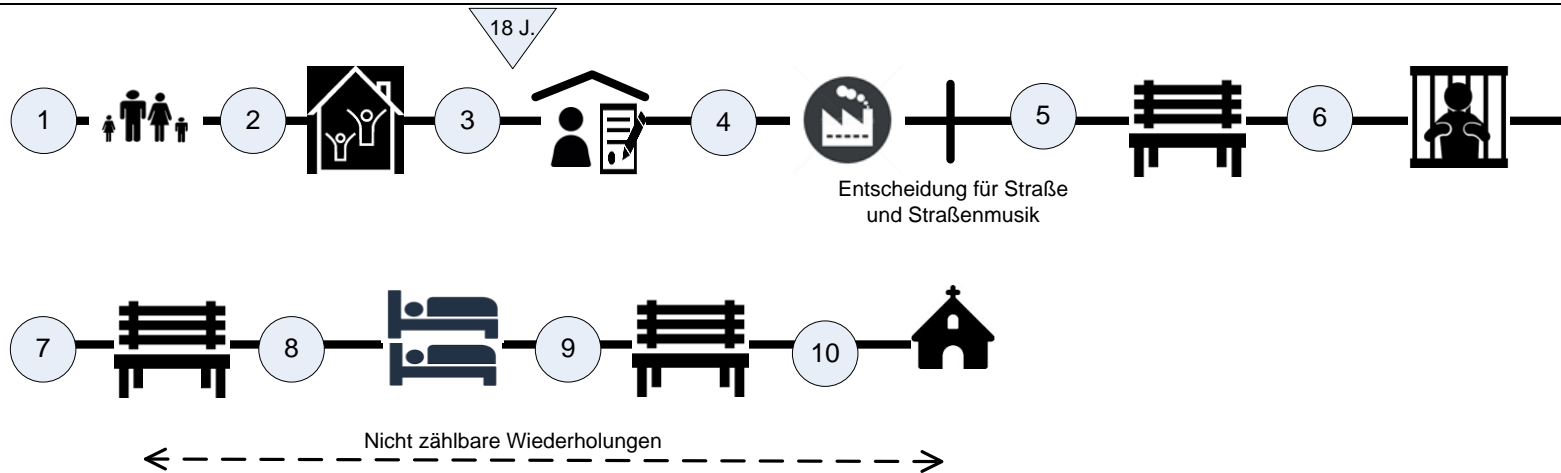 18 J.
1 2 3 4 5 6
Entscheidung für Straße
und Straßenmusik
7 8 9 10
Nicht zählbare Wiederholungen